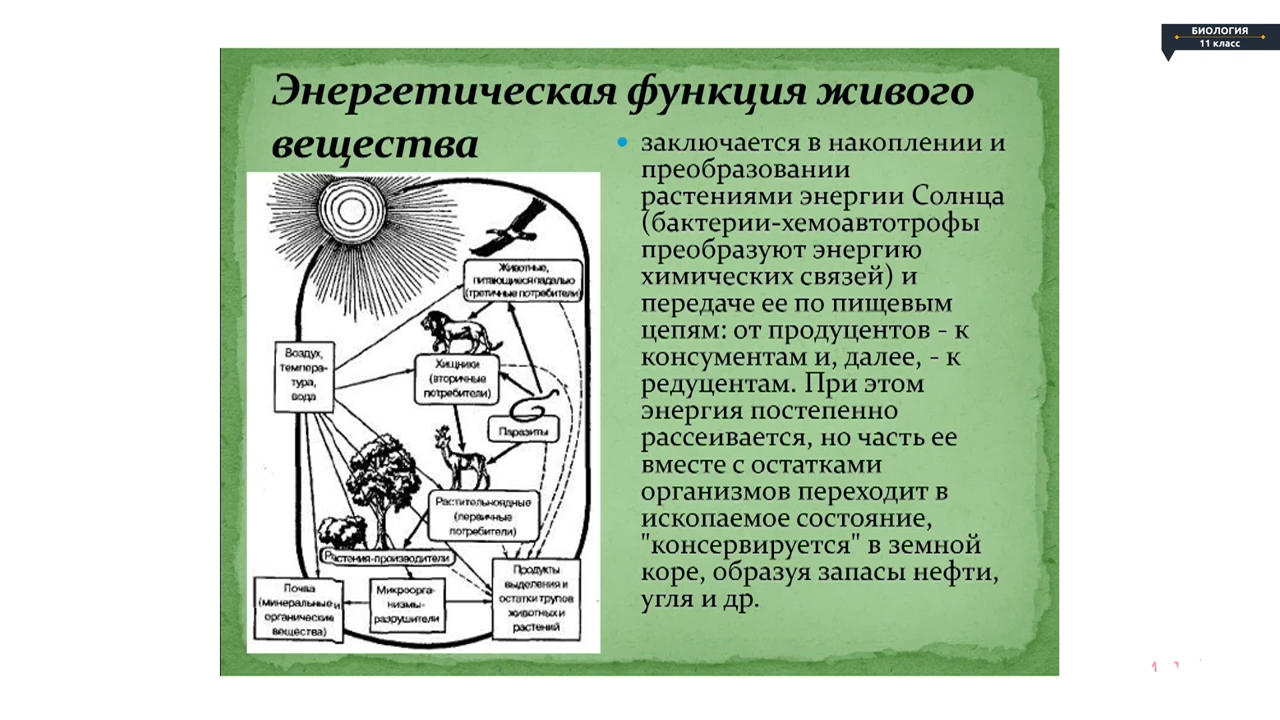 БИОЛОГИЯ
11 класс
Энергетическая функция живого
вещества
заключается в накоплении и
преобразовании
растениями энергии Солнца
(бактерии-хемоавтотрофы
преобразуют энергию
химических связей) и
передаче ее по пищевым
цепям: от продуцентов - к
консументам и, далее, - к
редуцентам. При этом
энергия постепенно
рассеивается, но часть ее
вместе с остатками
организмов переходит в
ископаемое состояние,
"консервируется" в земной
коре, образуя запасы нефти,
угля и др.
Животные,
питающиеся падалью
(третичные потребители)
Воздух,
темпера-
тура,
вода
Хищники
(вторичные
потребители)
Паразиты
Растительноядные
(первичные
потребители)
Растения-производители
Почва
(минеральные и
органические
вещества)
Микроорга-
низмы-
разрушители
Продукты
выделения и
остатки трупов
животных и
растений